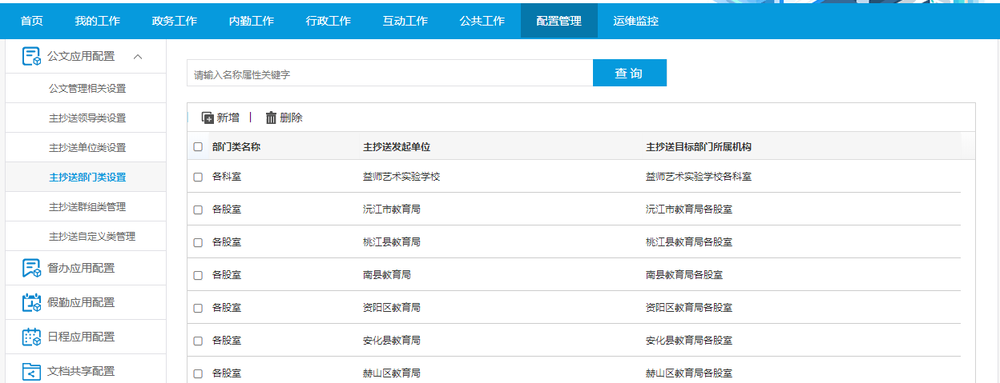 首页 我的工作 政务工作 内勤工作 行政工作 互动工作 公共工作 配置管理 运维监控
公文应用配置
公文管理相关设置
主抄送领导类设置
主抄送单位类设置
主抄送部门类设置
主抄送群组类管理
主抄送自定义类管理
督办应用配置
假勤应用配置
日程应用配置
文档共享配置
请输入名称属性关键字 查 询
新增 删除
部门类名称 主抄送发起单位 主抄送目标部门所属机构
各科室 益师艺术实验学校 益师艺术实验学校各科室
各股室 沅江市教育局 沅江市教育局各股室
各股室 桃江县教育局 桃江县教育局各股室
各股室 南县教育局 南县教育局各股室
各股室 资阳区教育局 资阳区教育局各股室
各股室 安化县教育局 安化县教育局各股室
各股室 赫山区教育局 赫山区教育局各股室